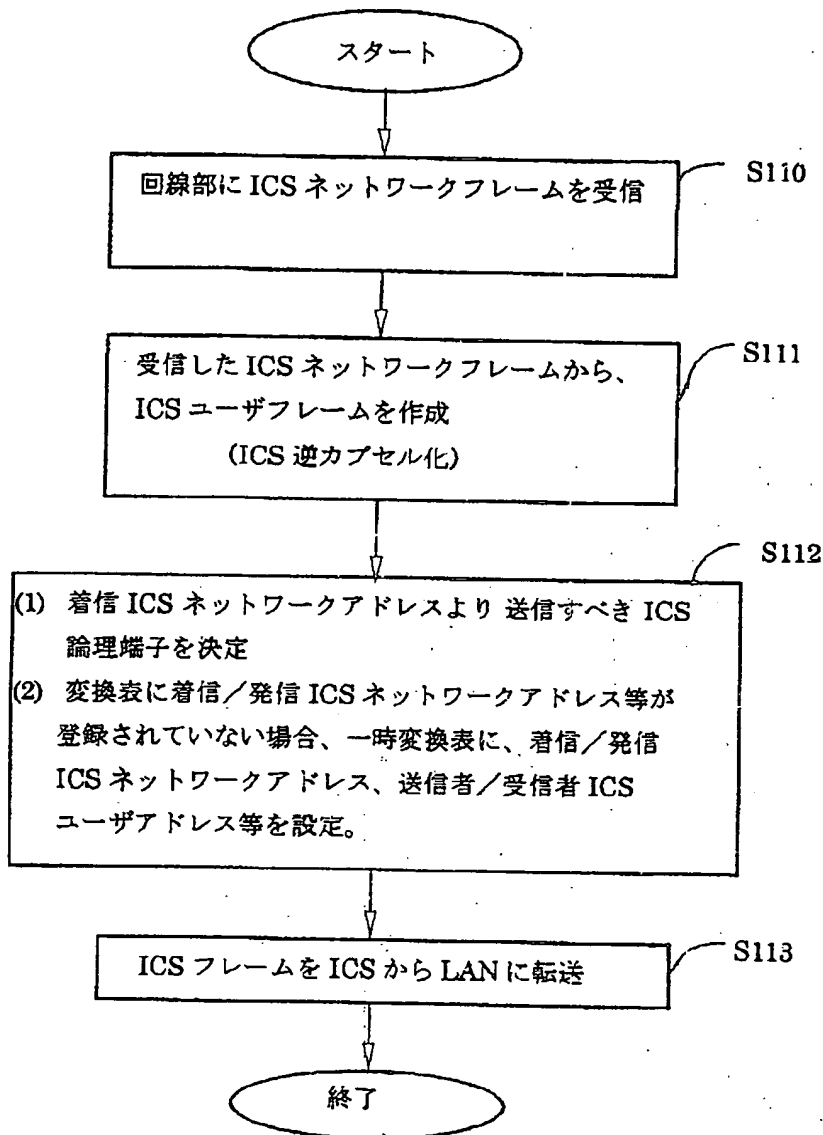 スタート
回線部に ICS ネットワークフレームを受信
S110
受信した ICS ネットワークフレームから、
ICS ユーザフレームを作成
(ICS 逆カプセル化)
S111
S112
(1) 着信 ICS ネットワークアドレスより 送信すべき ICS
論理端子を決定
(2) 変換表に着信/発信 ICS ネットワークアドレス等が
登録されていない場合、一時変換表に、着信/発信
ICS ネットワークアドレス、送信者/受信者 ICS
ユーザアドレス等を設定。
ICS フレームを ICS から LAN に転送
S113
終了